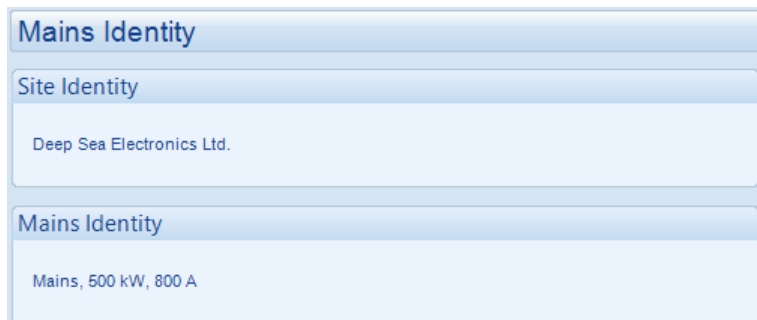 Mains Identity
Site Identity
Deep Sea Electronics Ltd.
Mains Identity
Mains, 500 kW, 800 A